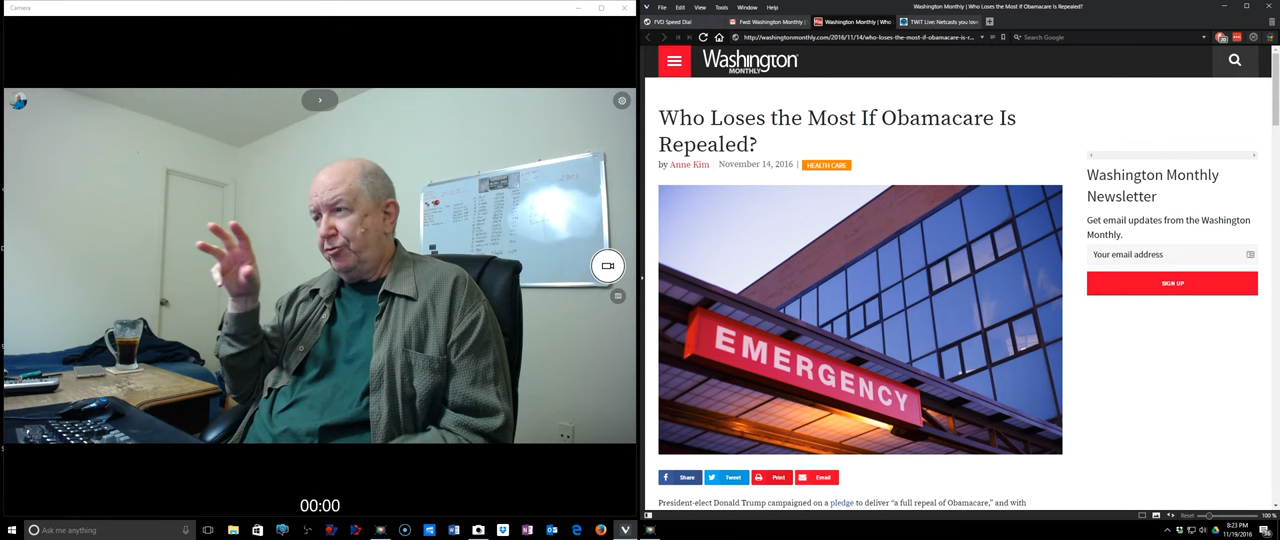 Camera
00:00
Washington Monthly | Who Loses the Most If Obamacare Is Repealed?
File Edit View Tools Window Help
FVD Speed Dial
Fwd: Washington Monthly |
Washington Monthly | Who
TWiT Live: Netcasts you lov
http://washingtonmonthly.com/2016/11/14/who-loses-the-most-if-obamacare-is-r...
Search Google
Washington
MONTHLY
Who Loses the Most If Obamacare Is
Repealed?
by Anne Kim November 14, 2016 | HEALTH CARE
EMERGENCY
Share
Tweet
Print
Email
President-elect Donald Trump campaigned on a pledge to deliver “a full repeal of Obamacare,” and with
Washington Monthly
Newsletter
Get email updates from the Washington
Monthly.
Your email address
SIGN UP
Reset
100 %
Ask me anything
8:23 PM
11/19/2016